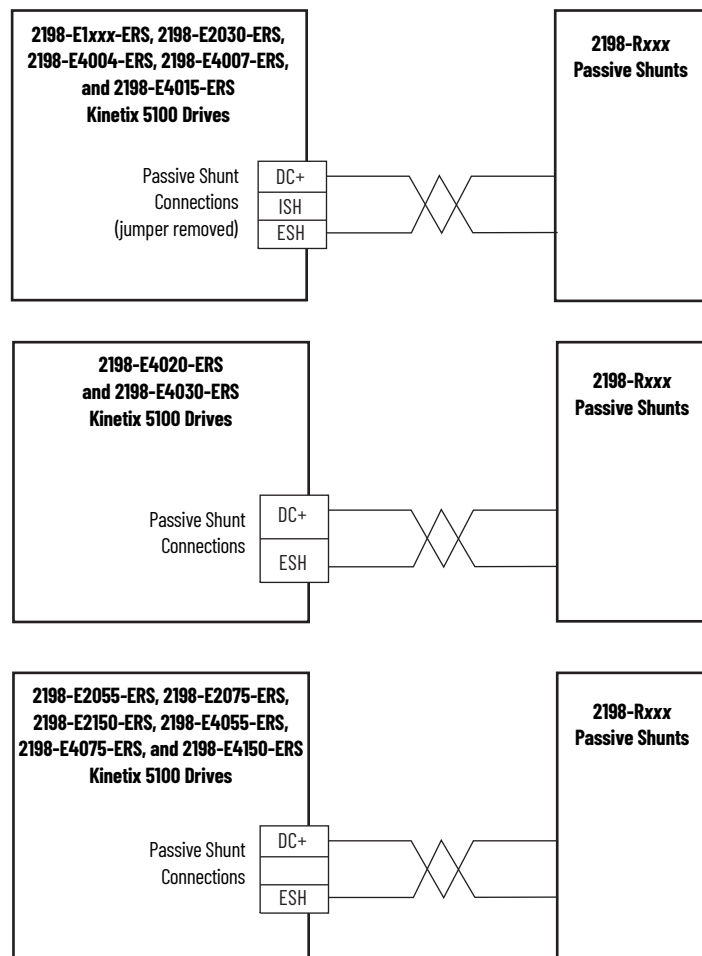 2198-E1xxx-ERS, 2198-E2030-ERS,
2198-E4004-ERS, 2198-E4007-ERS,
and 2198-E4015-ERS
Kinetix 5100 Drives
2198-Rxxx
Passive Shunts
Passive Shunt
Connections
(jumper removed)
DC+
ISH
ESH
2198-E4020-ERS
and 2198-E4030-ERS
Kinetix 5100 Drives
2198-Rxxx
Passive Shunts
Passive Shunt
Connections
DC+
ESH
2198-E2055-ERS, 2198-E2075-ERS,
2198-E2150-ERS, 2198-E4055-ERS,
2198-E4075-ERS, and 2198-E4150-ERS
Kinetix 5100 Drives
2198-Rxxx
Passive Shunts
Passive Shunt
Connections
DC+
ESH